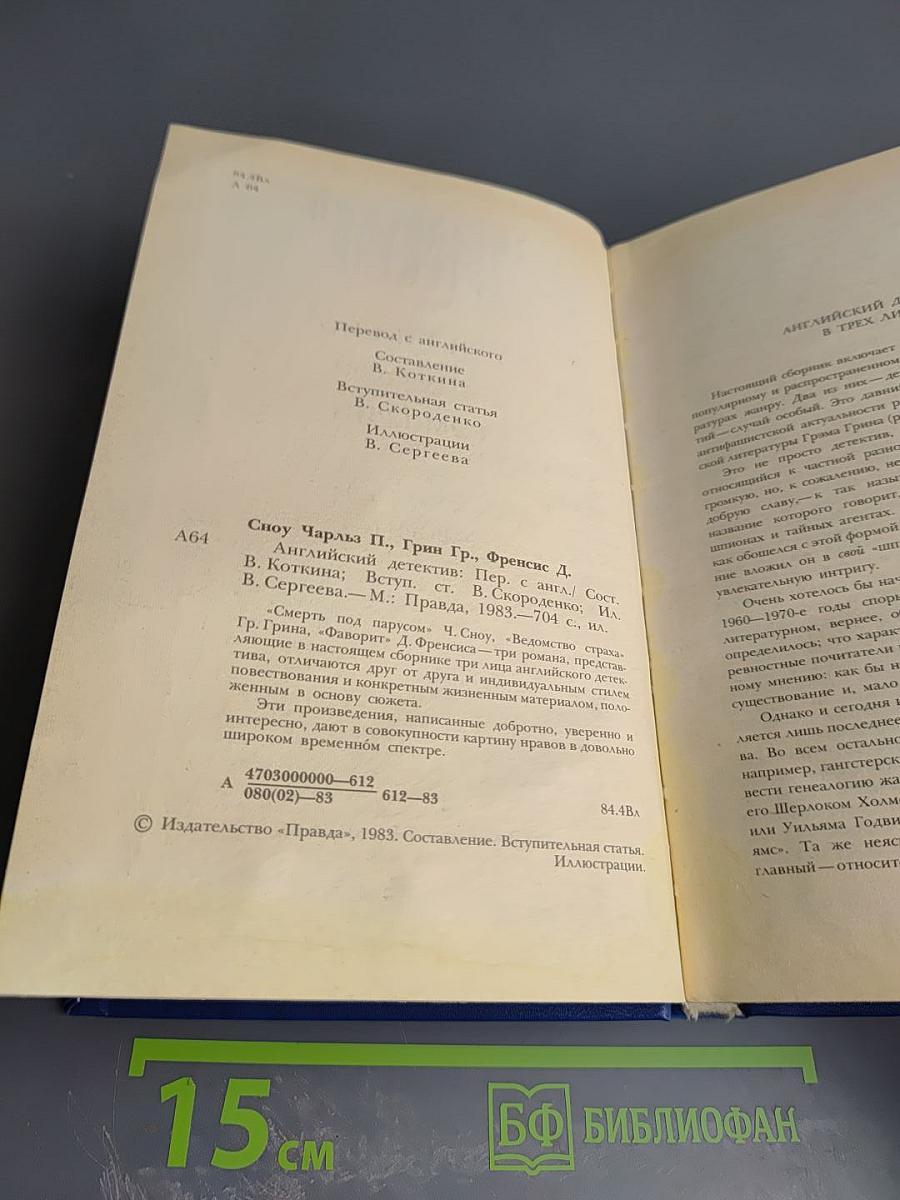 84.4Вл
А 64
Перевод с английского
Составление
В. Коткина
Вступительная статья
В. Скороденко
Иллюстрации
В. Сергеева
Сноу Чарльз П., Грин Гр., Френсис Д.
А64
Английский детектив: Пер. с англ./ Сост.
В. Коткина; Вступ. ст. В. Скороденко; Ил.
В. Сергеева.— М.: Правда, 1983.—704 с., ил.
«Смерть под парусом» Ч. Сноу, «Ведомство страха»
Гр. Грина, «Фаворит» Д. Френсиса—три романа, представ-
ляющие в настоящем сборнике три лица английского детек-
тива, отличаются друг от друга и индивидуальным стилем
повествования и конкретным жизненным материалом, поло-
женным в основу сюжета.
Эти произведения, написанные добротно, уверенно и
интересно, дают в совокупности картину нравов в довольно
широком временно́м спектре.
А 4703000000—612
080(02)—83 612—83
84.4Вл
© Издательство «Правда», 1983. Составление. Вступительная статья.
Иллюстрации.
АНГЛИЙСКИЙ Д
В ТРЕХ ЛИ
Настоящий сборник включает
популярному и распространенном
ратурах жанру. Два из них—де
тий—случай особый. Это давни
антифашистской актуальности р
ской литературы Грэма Грина (р
Это не просто детектив,
относящийся к частной разно
громкую, но, к сожалению, не
добрую славу,—к так назы
название которого говорит,
шпионах и тайных агентах.
как обошелся с этой формой
ние вложил он в свой «шп
увлекательную интригу.
Очень хотелось бы нач
1960—1970-е годы споры
литературном, вернее, о
определилось; что характ
ревностные почитатели
ному мнению: как бы н
существование и, мало
Однако и сегодня н
ляется лишь последнее
ва. Во всем остально
например, гангстерск
вести генеалогию жа
его Шерлоком Холм
или Уильяма Годви
ямс». Та же неяс
главный—относите
15 см
БФ БИБЛИОФАН